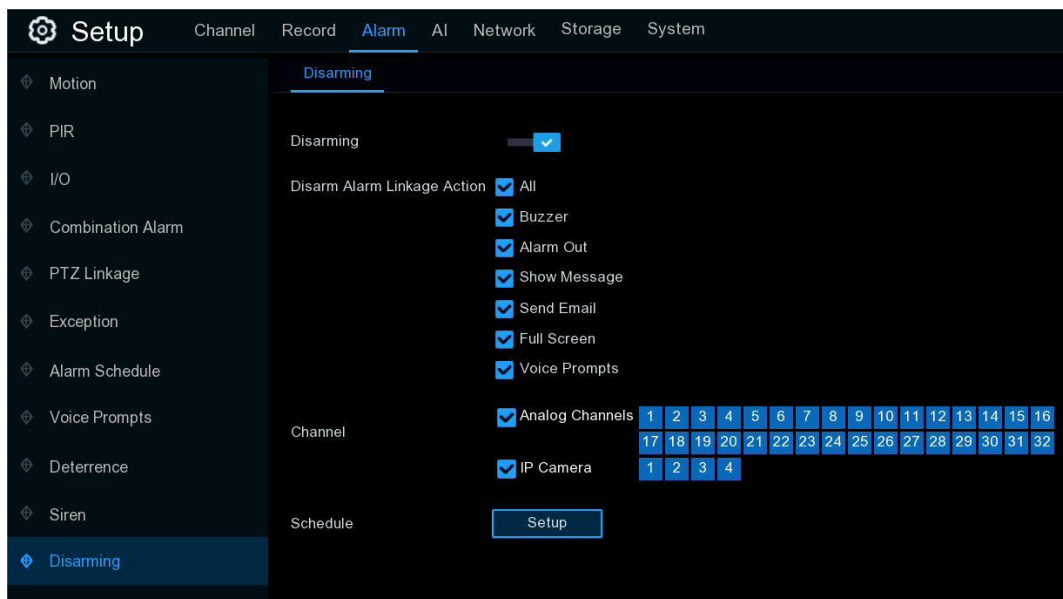 Setup Channel Record Alarm AI Network Storage System
Disarming
Motion
PIR
I/O
Combination Alarm
PTZ Linkage
Exception
Alarm Schedule
Voice Prompts
Deterrence
Siren
Disarming
Disarming
Disarm Alarm Linkage Action All
Buzzer
Alarm Out
Show Message
Send Email
Full Screen
Voice Prompts
Channel
Analog Channels 1 2 3 4 5 6 7 8 9 10 11 12 13 14 15 16
17 18 19 20 21 22 23 24 25 26 27 28 29 30 31 32
IP Camera 1 2 3 4
Schedule Setup